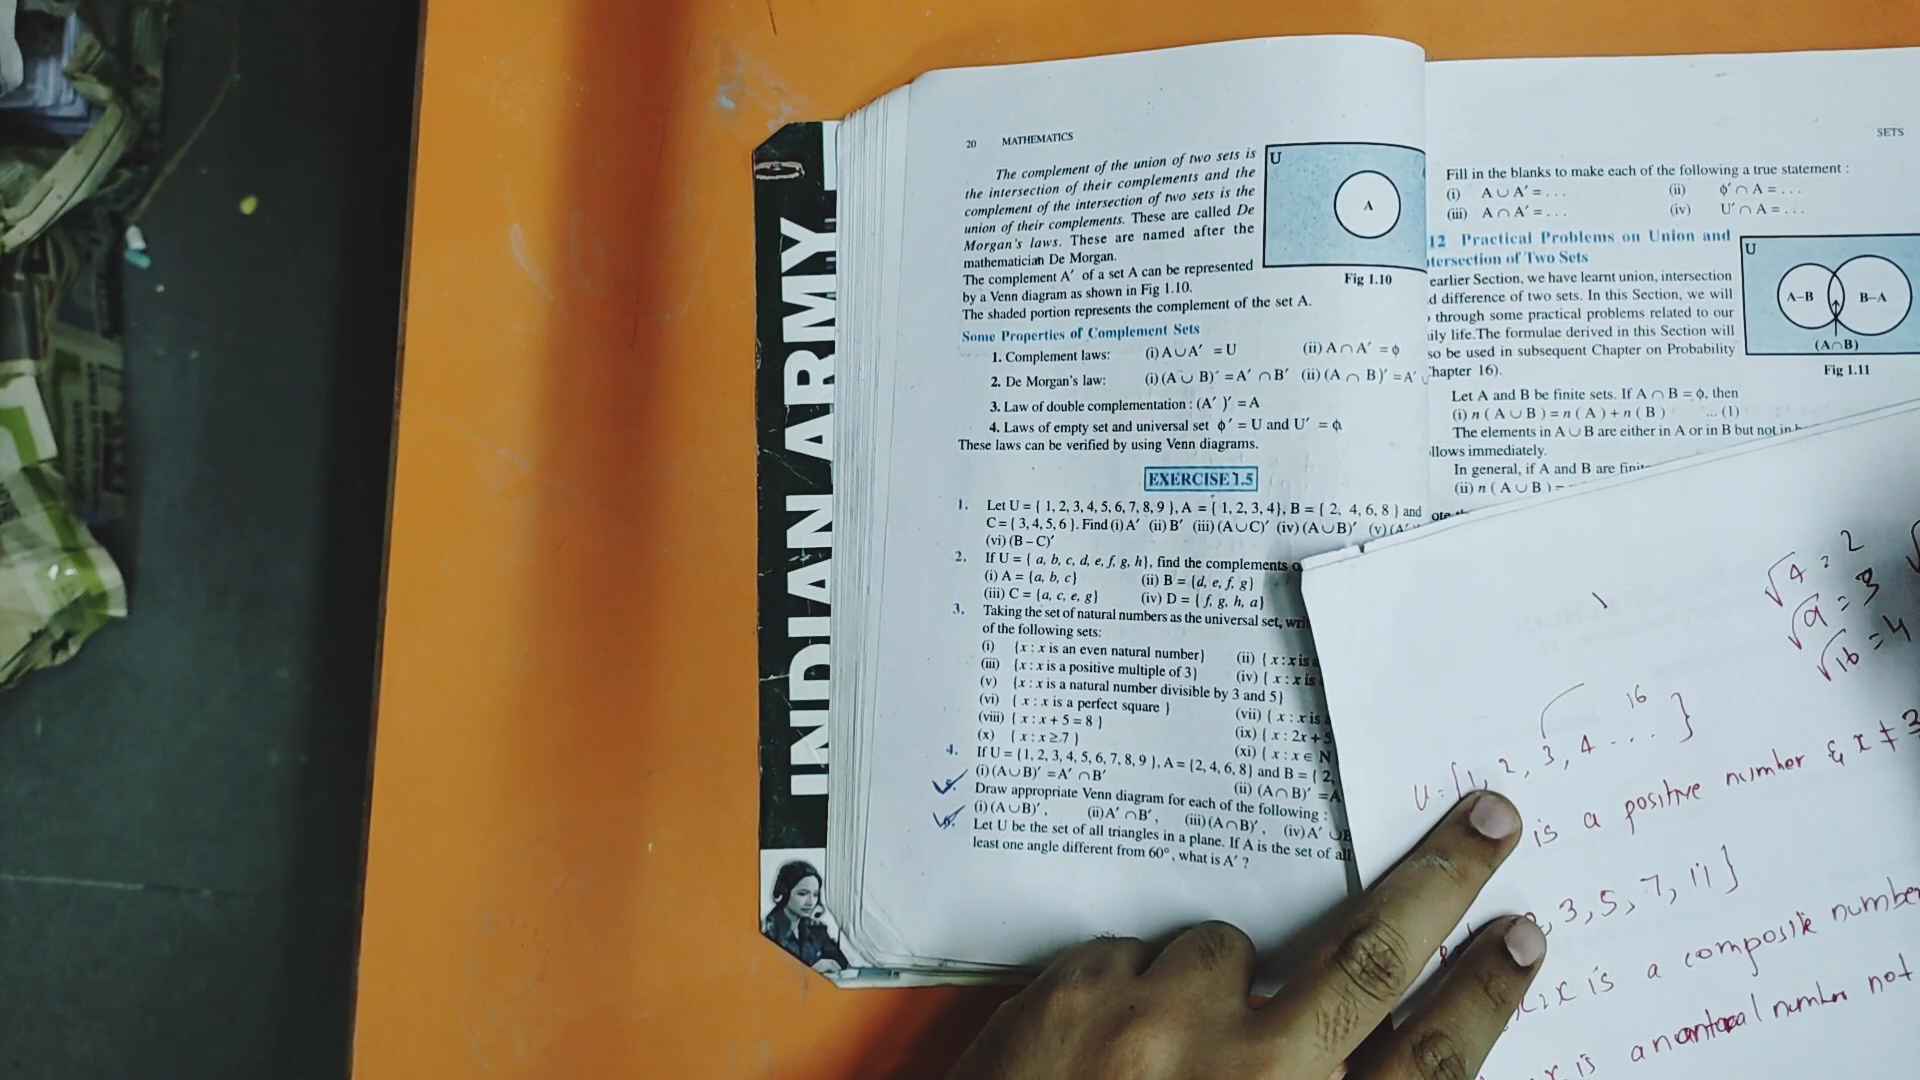 INDIAN ARMY
20 MATHEMATICS
The complement of the union of two sets is
the intersection of their complements and the
complement of the intersection of two sets is the
union of their complements. These are called De
Morgan's laws. These are named after the
mathematician De Morgan.
The complement A′ of a set A can be represented
by a Venn diagram as shown in Fig 1.10.
The shaded portion represents the complement of the set A.
U
A
Fig 1.10
Some Properties of Complement Sets
1. Complement laws: (i) A ∪ A′ = U (ii) A ∩ A′ = ϕ
2. De Morgan's law: (i) (A ∪ B)′ = A′ ∩ B′ (ii) (A ∩ B)′ = A′
3. Law of double complementation : (A′ )′ = A
4. Laws of empty set and universal set ϕ′ = U and U′ = ϕ
These laws can be verified by using Venn diagrams.
EXERCISE 1.5
1. Let U = { 1, 2, 3, 4, 5, 6, 7, 8, 9 }, A = { 1, 2, 3, 4}, B = { 2, 4, 6, 8 } and
C = { 3, 4, 5, 6 }. Find (i) A′ (ii) B′ (iii) (A ∪ C)′ (iv) (A ∪ B)′ (v) (A′
(vi) (B – C)′
2. If U = { a, b, c, d, e, f, g, h}, find the complements
(i) A = {a, b, c} (ii) B = {d, e, f, g}
(iii) C = {a, c, e, g} (iv) D = { f, g, h, a}
3. Taking the set of natural numbers as the universal set,
of the following sets:
(i) {x : x is an even natural number} (ii) { x : x is
(iii) {x : x is a positive multiple of 3} (iv) { x : x is
(v) {x : x is a natural number divisible by 3 and 5}
(vi) { x : x is a perfect square } (vii) { x : x is
(viii) { x : x + 5 = 8 } (ix) { x : 2x + 5
(x) { x : x ≥ 7 } (xi) { x : x ∈ N
4. If U = {1, 2, 3, 4, 5, 6, 7, 8, 9 }, A = {2, 4, 6, 8} and B = { 2,
(i) (A ∪ B)′ = A′ ∩ B′ (ii) (A ∩ B)′ = A
Draw appropriate Venn diagram for each of the following :
(i) (A ∪ B)′, (ii) A′ ∩ B′, (iii) (A ∩ B)′, (iv) A′ ∪
Let U be the set of all triangles in a plane. If A is the set of all
least one angle different from 60°, what is A′ ?
SETS
Fill in the blanks to make each of the following a true statement :
(i) A ∪ A′ = . . . (ii) ϕ′ ∩ A = . . .
(iii) A ∩ A′ = . . . (iv) U′ ∩ A = . . .
12 Practical Problems on Union and
tersection of Two Sets
earlier Section, we have learnt union, intersection
d difference of two sets. In this Section, we will
through some practical problems related to our
ily life.The formulae derived in this Section will
so be used in subsequent Chapter on Probability
hapter 16).
U
A–B B–A
(A∩B)
Fig 1.11
Let A and B be finite sets. If A ∩ B = ϕ, then
(i) n ( A ∪ B ) = n ( A ) + n ( B ) ... (1)
The elements in A ∪ B are either in A or in B but not in
llows immediately.
In general, if A and B are
(ii) n ( A ∪ B )
√4 = 2
√9 = 3
√16 = 4
16
U = {1, 2, 3, 4 . . . }
is a positive number & x ≠ 3
3, 5, 7, 11 }
x is a composite number
is a natural number not